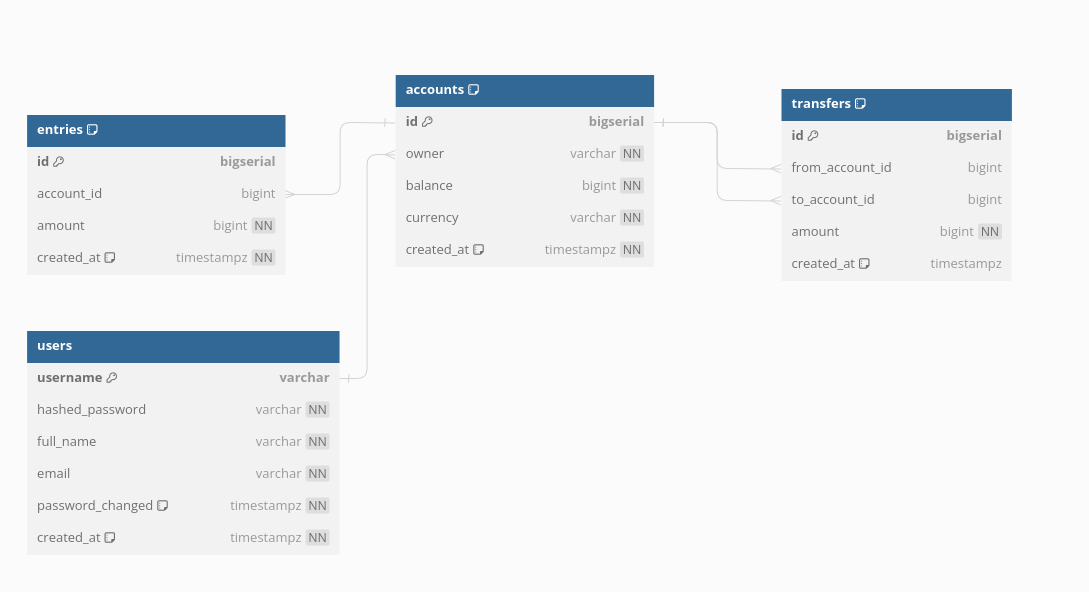 entries
id bigserial
account_id bigint
amount bigint NN
created_at timestampz NN
users
username varchar
hashed_password varchar NN
full_name varchar NN
email varchar NN
password_changed timestampz NN
created_at timestampz NN
accounts
id bigserial
owner varchar NN
balance bigint NN
currency varchar NN
created_at timestampz NN
transfers
id bigserial
from_account_id bigint
to_account_id bigint
amount bigint NN
created_at timestampz